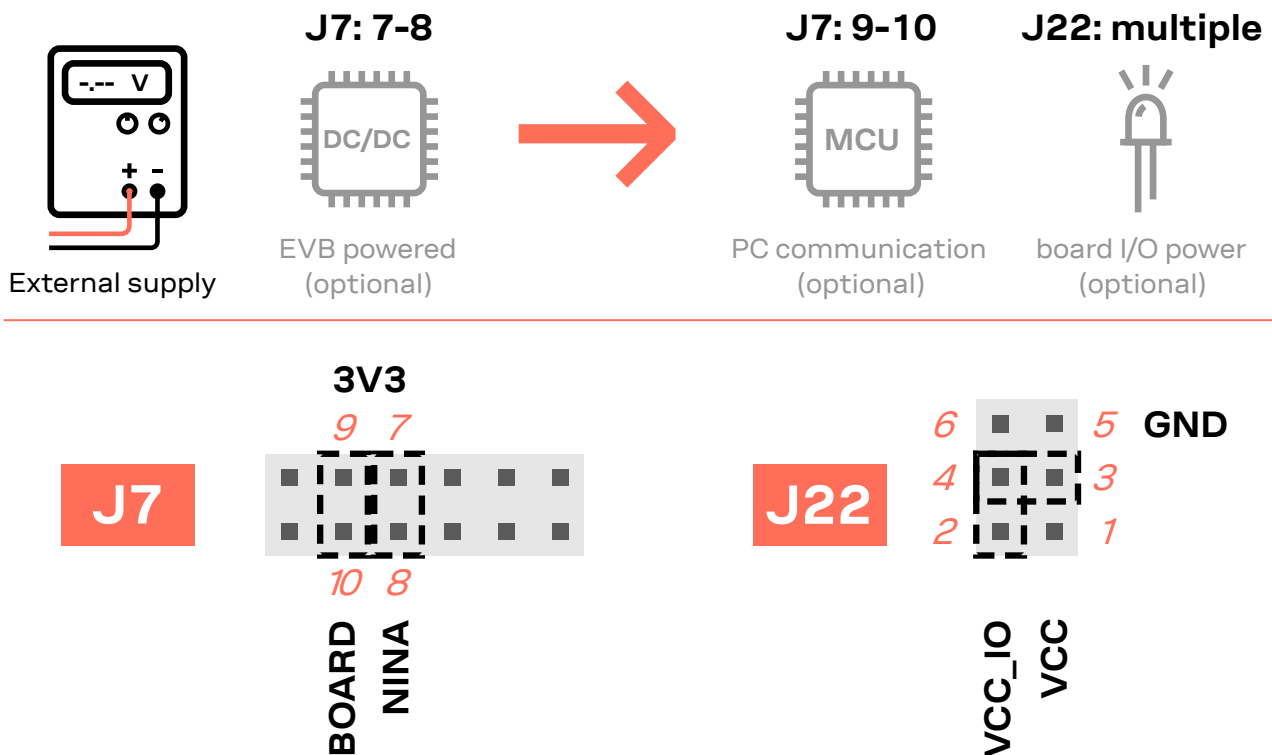 J7: 7-8
J7: 9-10
J22: multiple
-.-- V
+ -
DC/DC
MCU
External supply
EVB powered
(optional)
PC communication
(optional)
board I/O power
(optional)
3V3
9 7
J7
10 8
BOARD
NINA
J22
6 5 GND
4 3
2 1
VCC_IO
VCC